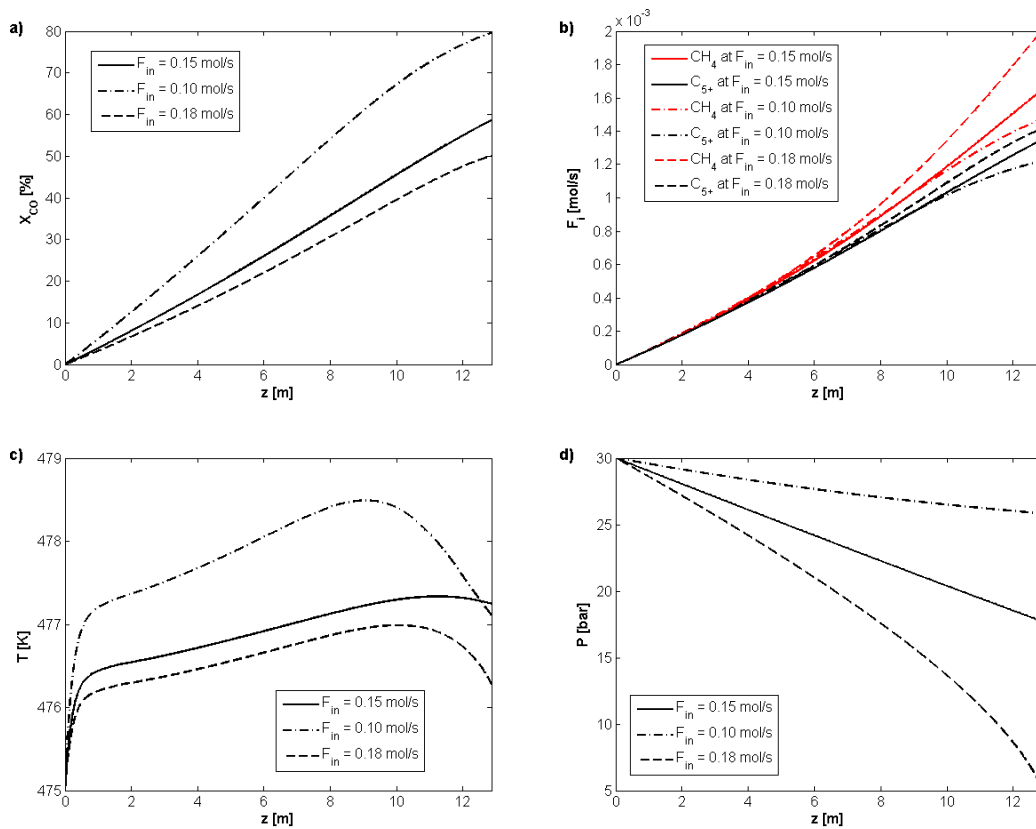 a)
80
70
60
50
40
30
20
10
0
X_CO [%]
F_in = 0.15 mol/s
F_in = 0.10 mol/s
F_in = 0.18 mol/s
0 2 4 6 8 10 12
z [m]
b)
x 10^-3
2
1.8
1.6
1.4
1.2
1
0.8
0.6
0.4
0.2
0
F_i [mol/s]
CH_4 at F_in = 0.15 mol/s
C_5+ at F_in = 0.15 mol/s
CH_4 at F_in = 0.10 mol/s
C_5+ at F_in = 0.10 mol/s
CH_4 at F_in = 0.18 mol/s
C_5+ at F_in = 0.18 mol/s
0 2 4 6 8 10 12
z [m]
c)
479
478
477
476
475
T [K]
F_in = 0.15 mol/s
F_in = 0.10 mol/s
F_in = 0.18 mol/s
0 2 4 6 8 10 12
z [m]
d)
30
25
20
15
10
5
P [bar]
F_in = 0.15 mol/s
F_in = 0.10 mol/s
F_in = 0.18 mol/s
0 2 4 6 8 10 12
z [m]